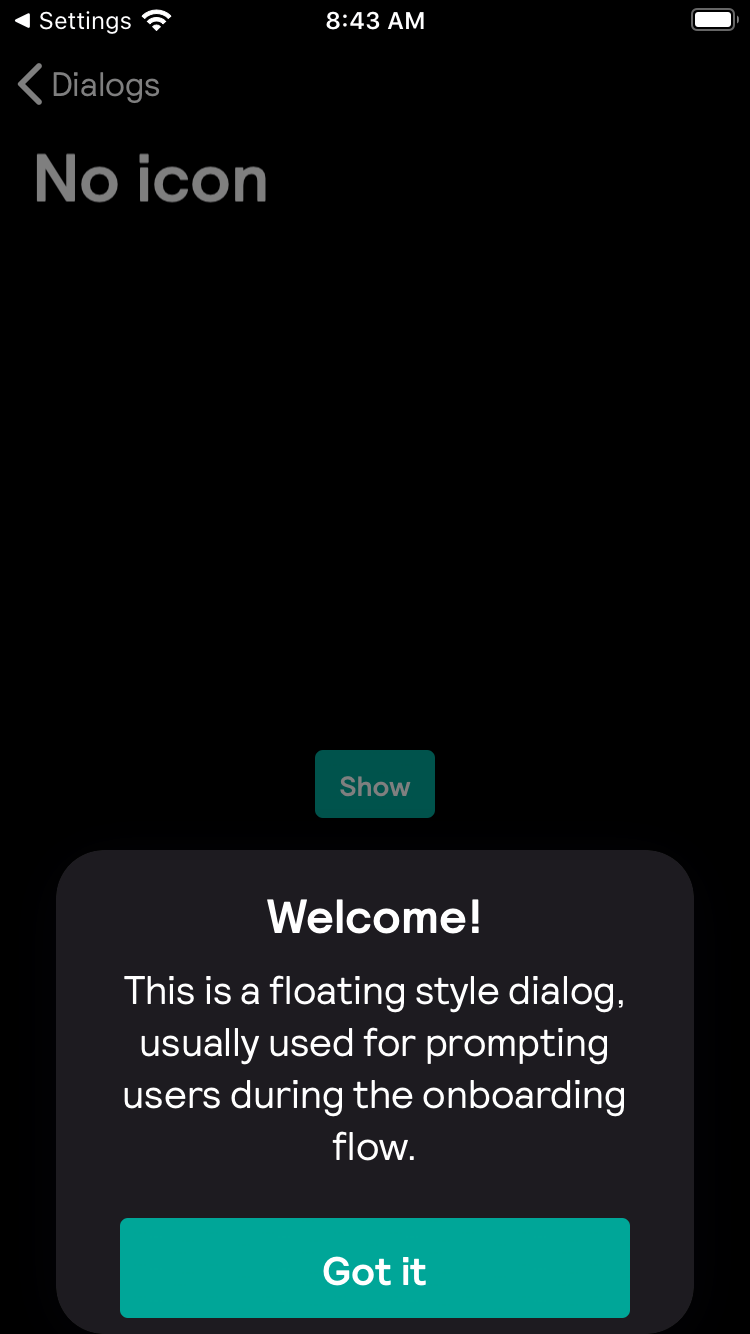 Settings
8:43 AM
Dialogs
No icon
Show
Welcome!
This is a floating style dialog,
usually used for prompting
users during the onboarding
flow.
Got it